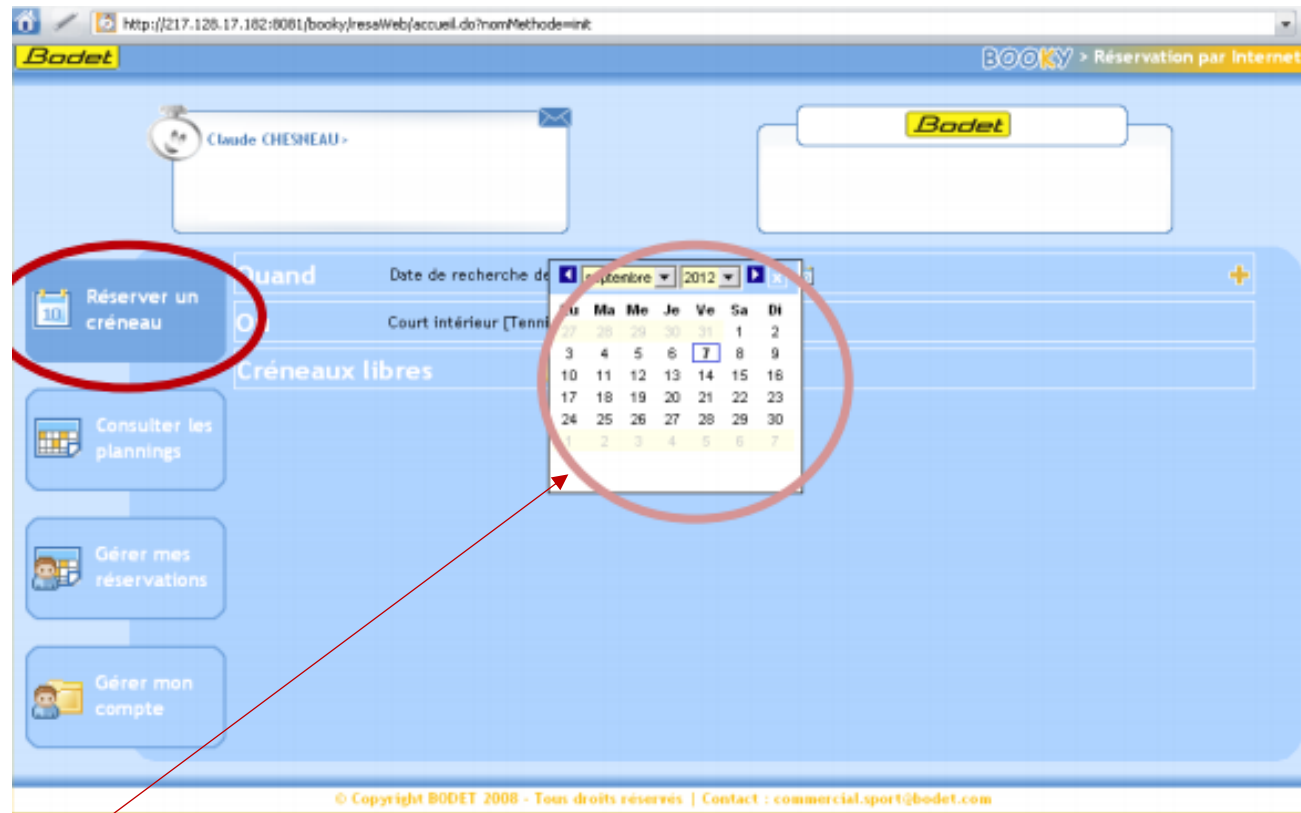 http://217.128.17.182:8081/booky/resaWeb/accueil.do?nomMethode=init
Bodet
BOOKY > Réservation par Internet
Claude CHESNEAU >
Bodet
Réserver un
créneau
Quand
Date de recherche de
Court intérieur [Tenni
Créneaux libres
septembre 2012 x
Lu Ma Me Je Ve Sa Di
27 28 29 30 31 1 2
3 4 5 6 7 8 9
10 11 12 13 14 15 16
17 18 19 20 21 22 23
24 25 26 27 28 29 30
1 2 3 4 5 6 7
10
Consulter les
plannings
Gérer mes
réservations
Gérer mon
compte
© Copyright BODET 2008 - Tous droits réservés | Contact : commercial.sport@bodet.com